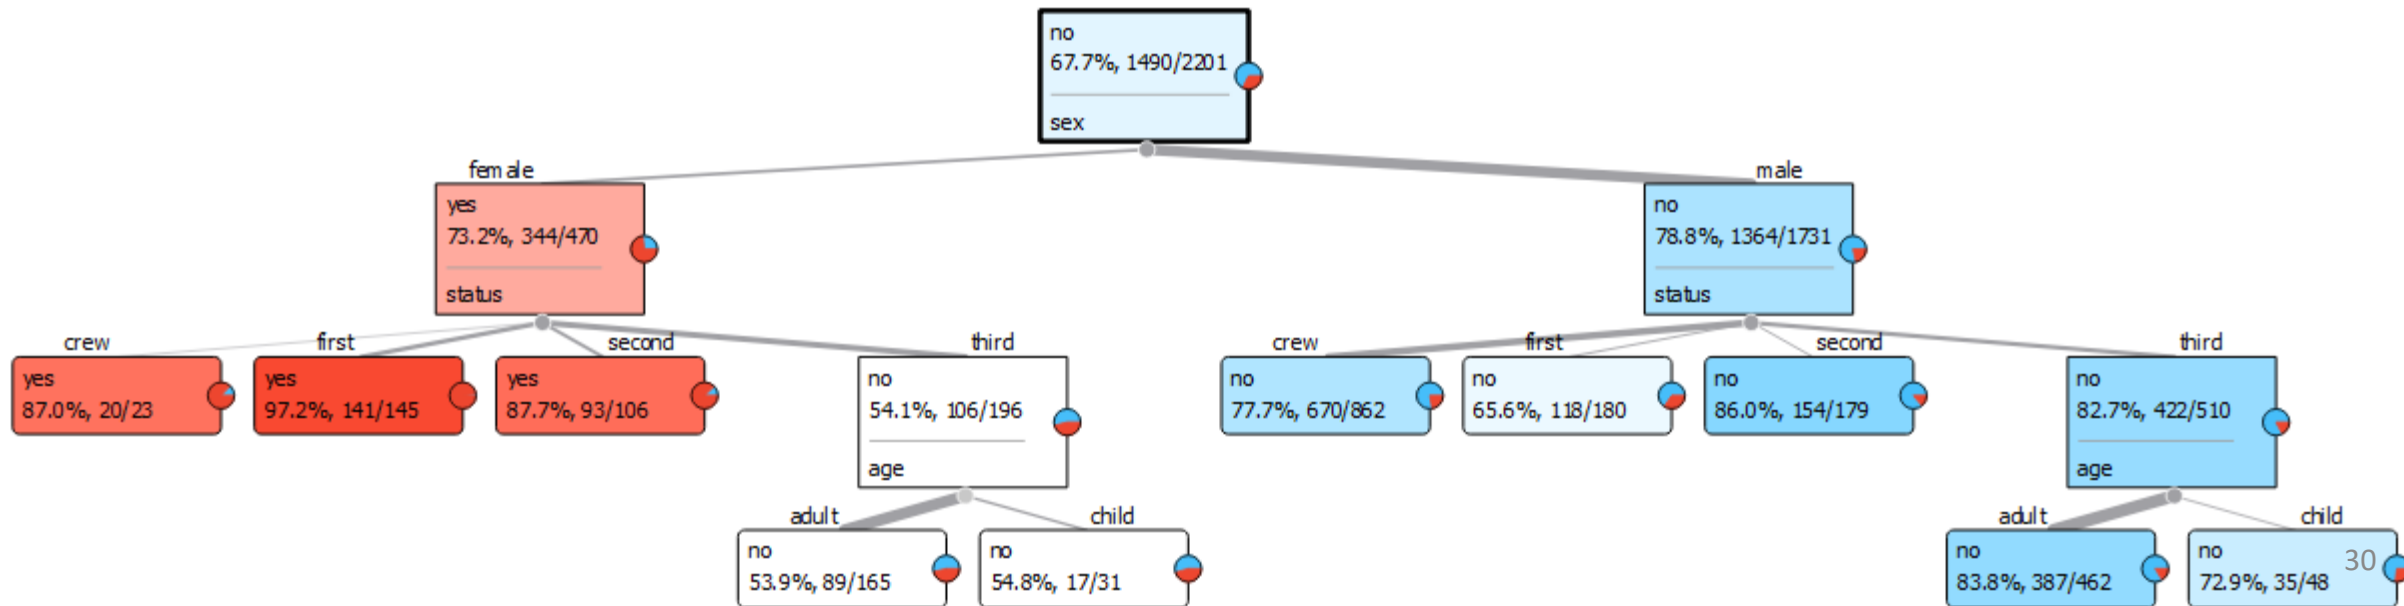 no
67.7%, 1490/2201
sex
female
male
yes
73.2%, 344/470
status
no
78.8%, 1364/1731
status
crew
first
second
third
crew
first
second
third
yes
87.0%, 20/23
yes
97.2%, 141/145
yes
87.7%, 93/106
no
54.1%, 106/196
age
no
77.7%, 670/862
no
65.6%, 118/180
no
86.0%, 154/179
no
82.7%, 422/510
age
adult
child
adult
child
no
53.9%, 89/165
no
54.8%, 17/31
no
83.8%, 387/462
no
72.9%, 35/48
30